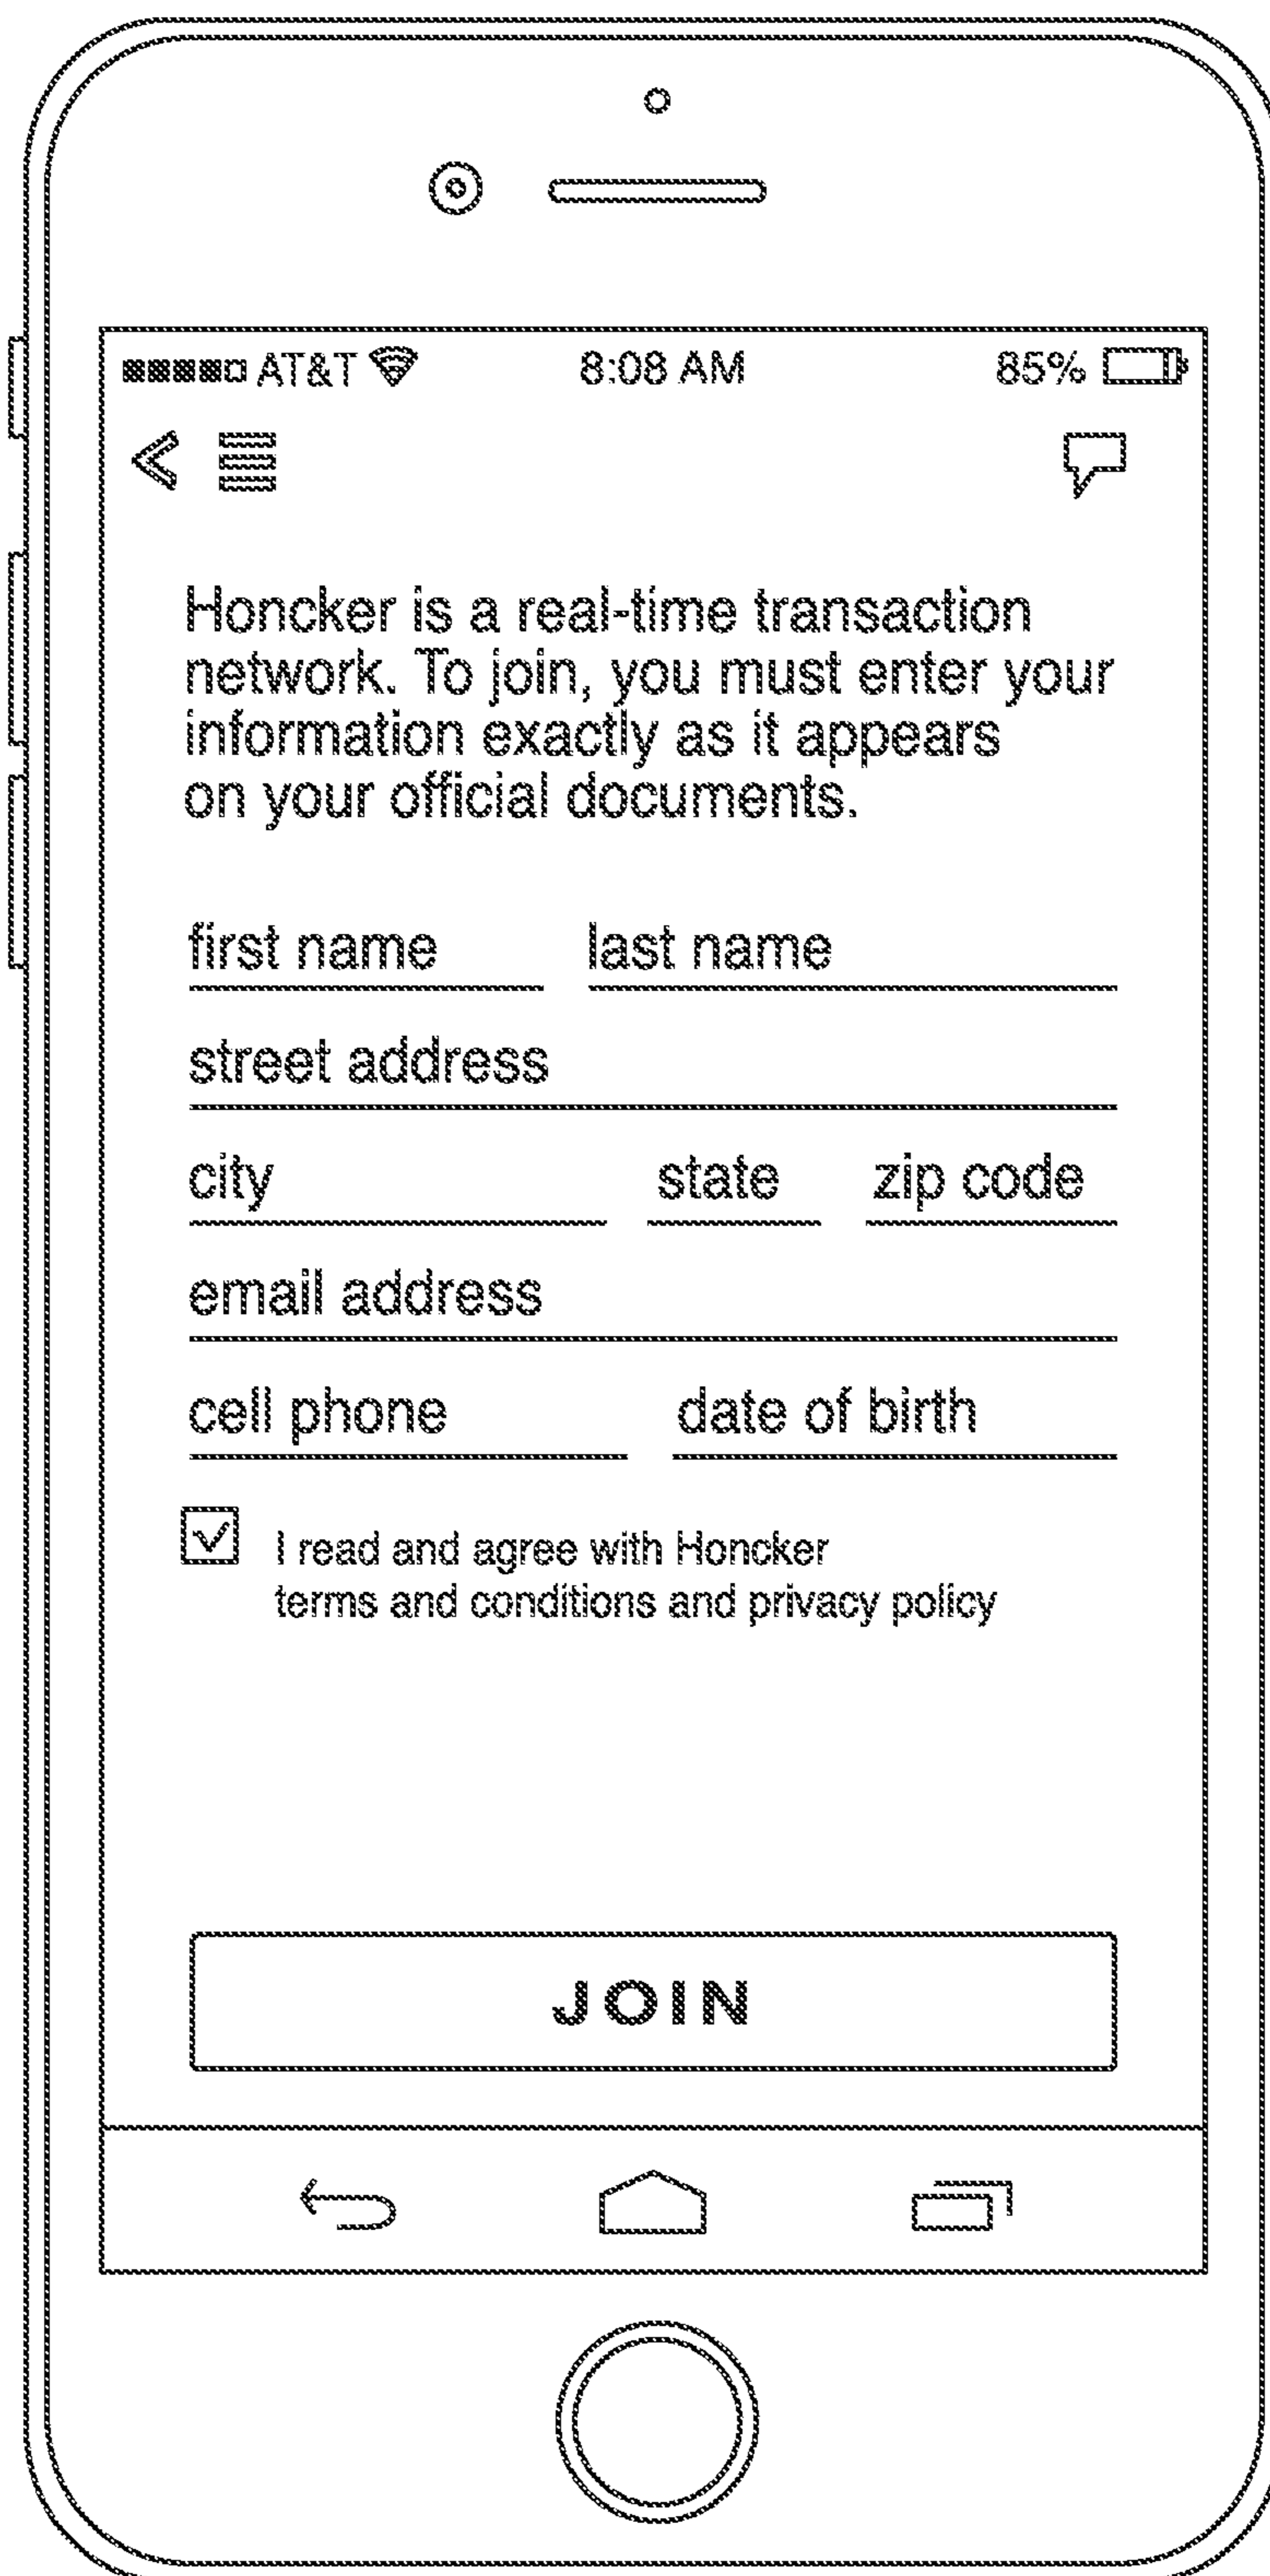 AT&T 8:08 AM 85%
Honcker is a real-time transaction
network. To join, you must enter your
information exactly as it appears
on your official documents.
first name last name
street address
city state zip code
email address
cell phone date of birth
I read and agree with Honcker
terms and conditions and privacy policy
JOIN